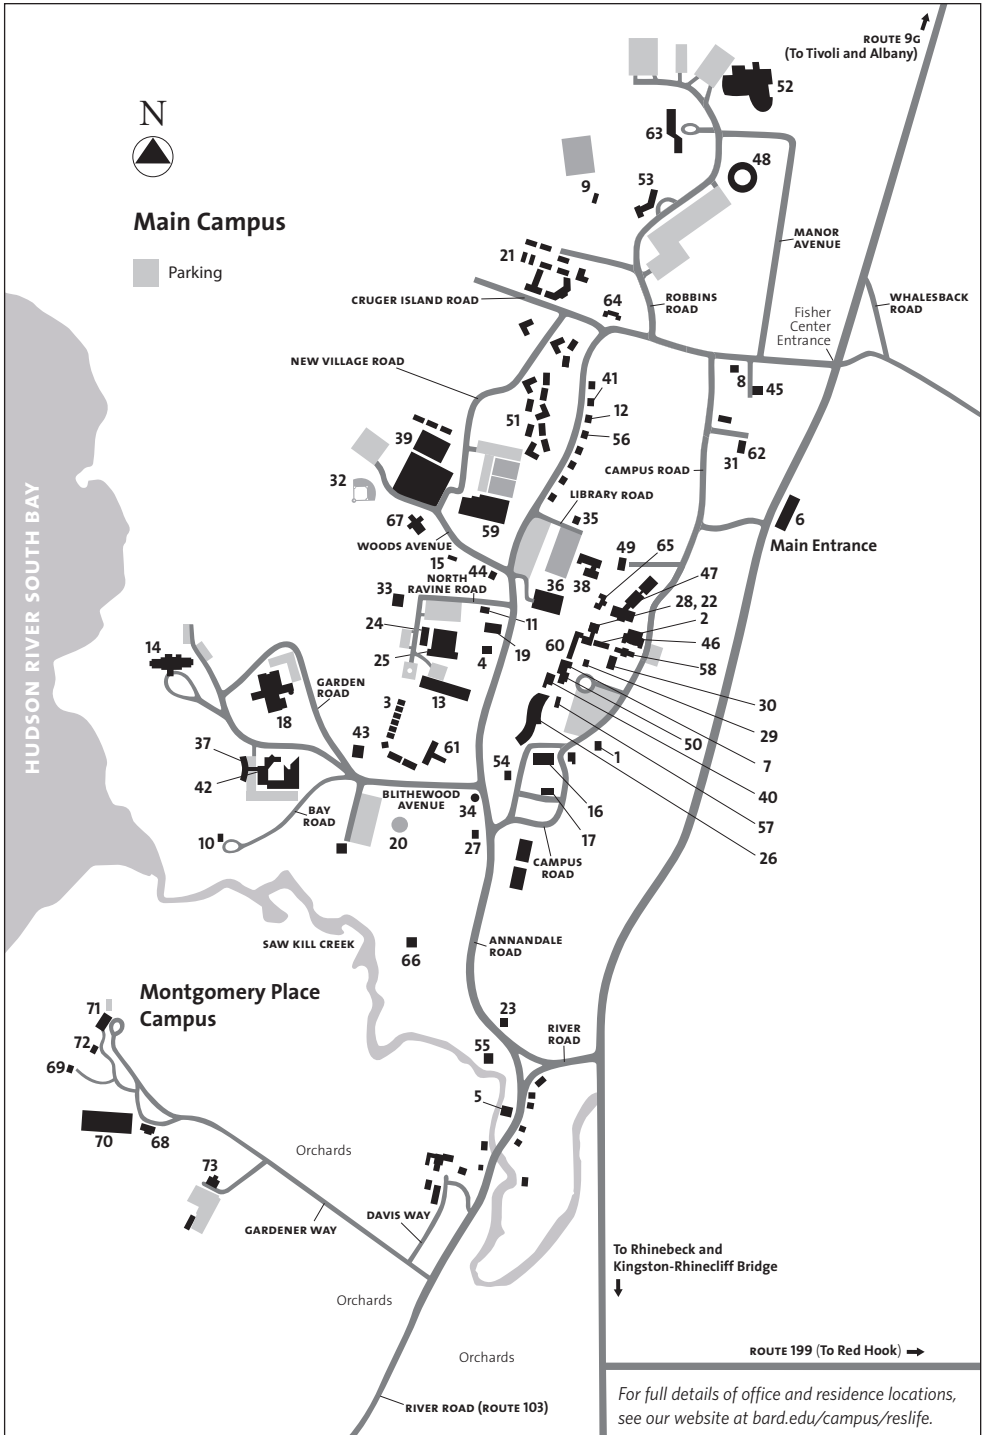 ROUTE 9G
(To Tivoli and Albany)
52
N
63
48
9
53
Main Campus
MANOR
AVENUE
21
Parking
CRUGER ISLAND ROAD
64
ROBBINS
ROAD
WHALESBACK
ROAD
Fisher
Center
Entrance
NEW VILLAGE ROAD
8
45
41
12
51
39
56
31
62
CAMPUS ROAD
32
LIBRARY ROAD
HUDSON RIVER SOUTH BAY
59
35
6
67
Main Entrance
WOODS AVENUE
49
65
15
44
NORTH
RAVINE ROAD
47
33
36
38
28, 22
11
2
24
14
25
4
19
60
46
58
GARDEN
ROAD
13
30
18
3
29
37
43
61
50
7
42
54
1
BLITHEWOOD
AVENUE
40
34
16
BAY
ROAD
57
10
20
27
17
26
CAMPUS
ROAD
SAW KILL CREEK
ANNANDALE
ROAD
66
Montgomery Place
Campus
71
23
72
RIVER
ROAD
55
69
5
70
68
Orchards
73
GARDENER WAY
DAVIS WAY
To Rhinebeck and
Kingston-Rhinecliff Bridge
Orchards
ROUTE 199 (To Red Hook)
Orchards
For full details of office and residence locations,
see our website at bard.edu/campus/reslife.
RIVER ROAD (ROUTE 103)